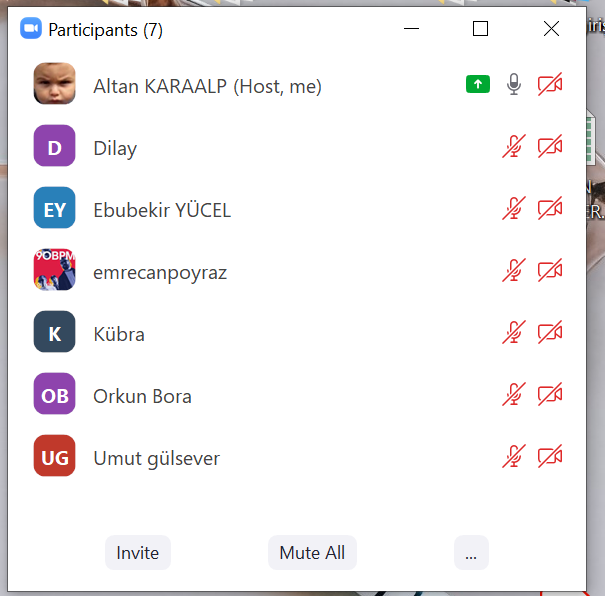 Participants (7)
Altan KARAALP (Host, me)
D Dilay
EY Ebubekir YÜCEL
90BPM emrecanpoyraz
K Kübra
OB Orkun Bora
UG Umut gülsever
Invite Mute All ...